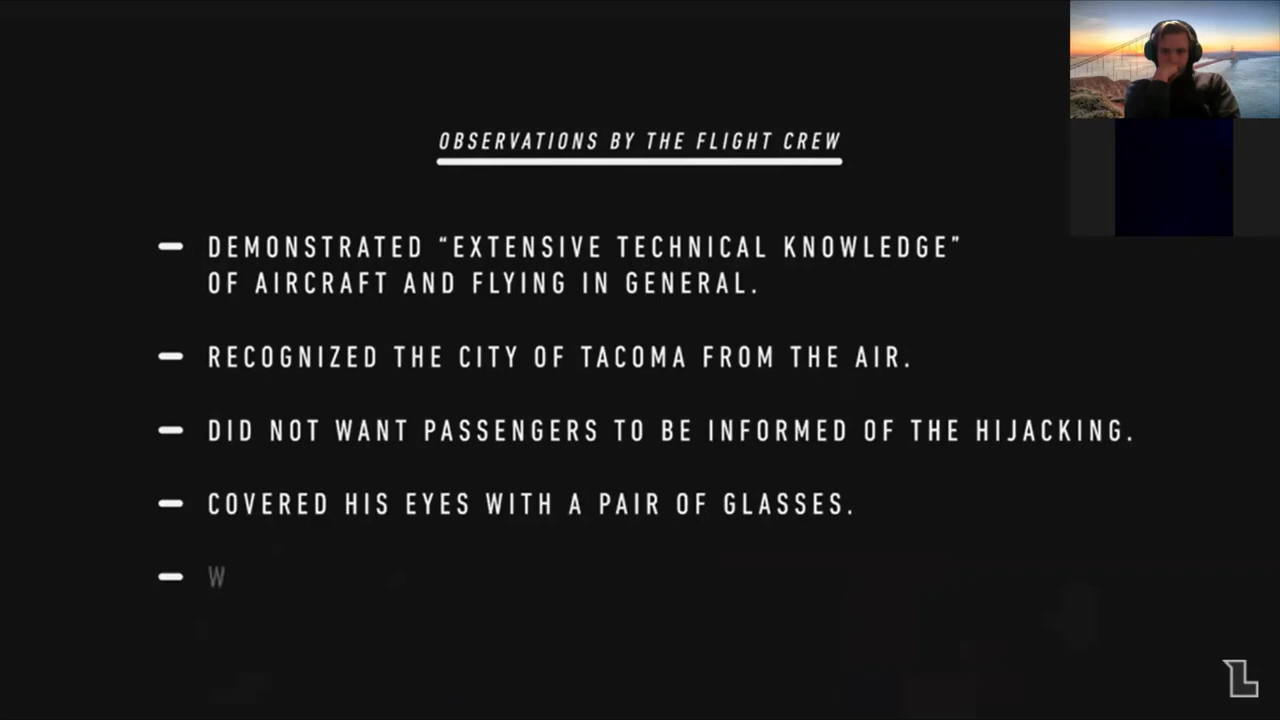 OBSERVATIONS BY THE FLIGHT CREW
– DEMONSTRATED “EXTENSIVE TECHNICAL KNOWLEDGE”
OF AIRCRAFT AND FLYING IN GENERAL.
– RECOGNIZED THE CITY OF TACOMA FROM THE AIR.
– DID NOT WANT PASSENGERS TO BE INFORMED OF THE HIJACKING.
– COVERED HIS EYES WITH A PAIR OF GLASSES.
– W
L